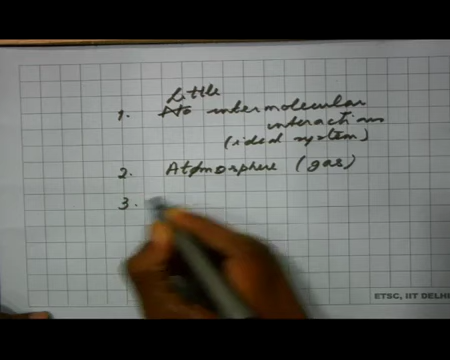 Little
1. No intermolecular
interactions
(ideal system)
2. Atmosphere (gas)
3.
ETSC, IIT DELHI